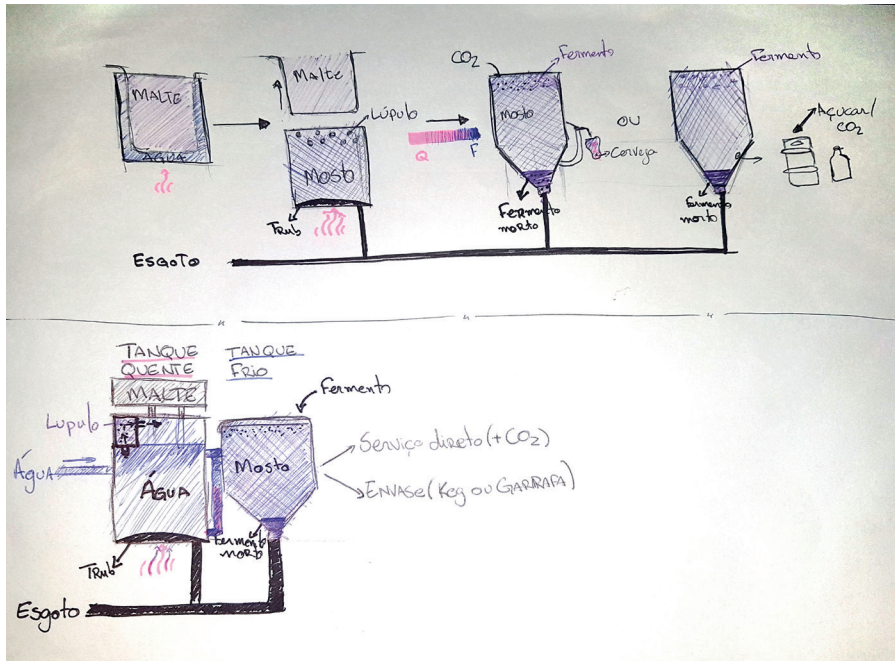 MALTE
ÁGUA
Malte
Lúpulo
MOSTO
TRub
Q
F
CO2
Fermento
Mosto
Cerveja
Fermento
morto
OU
Fermento
Açucar/
CO2
Fermento
morto
ESGOTO
TANQUE
QUENTE
TANQUE
FRIO
MALTE
Lúpulo
Água
ÁGUA
TRub
Fermento
Mosto
Fermento
morto
Serviço direto (+CO2)
ENVASE (Keg ou GARRAFA)
Esgoto